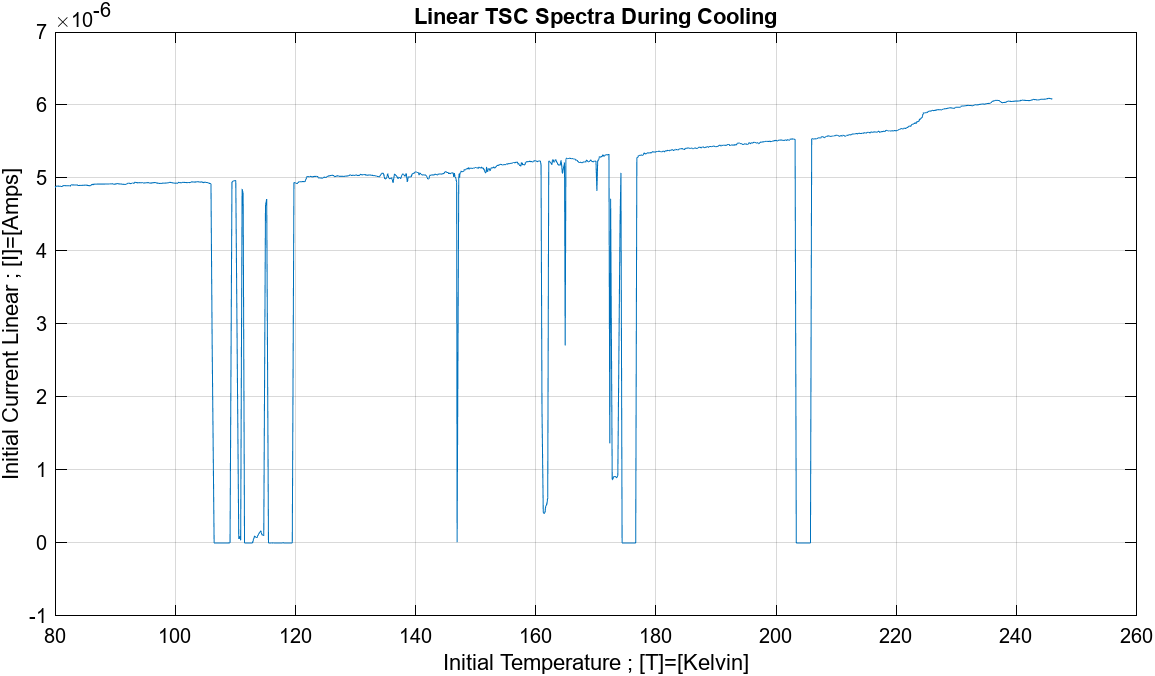 Linear TSC Spectra During Cooling
×10^-6
7
6
5
4
3
2
1
0
-1
Initial Current Linear ; [I]=[Amps]
80 100 120 140 160 180 200 220 240 260
Initial Temperature ; [T]=[Kelvin]